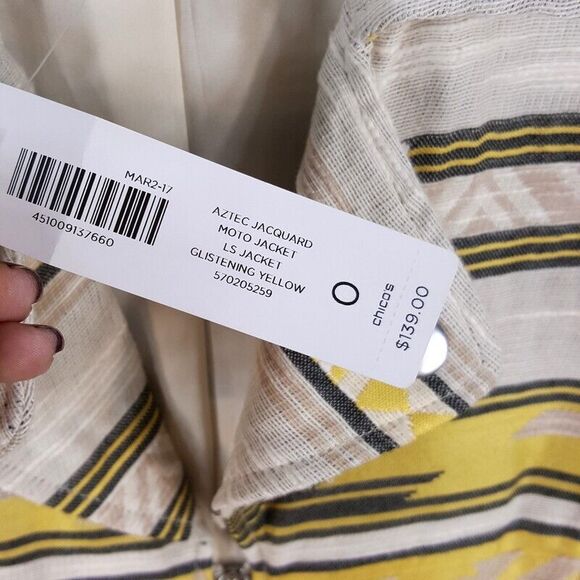 MAR2-17
451009137660
AZTEC JACQUARD
MOTO JACKET
LS JACKET
GLISTENING YELLOW
570205259
0
chico's
$139.00